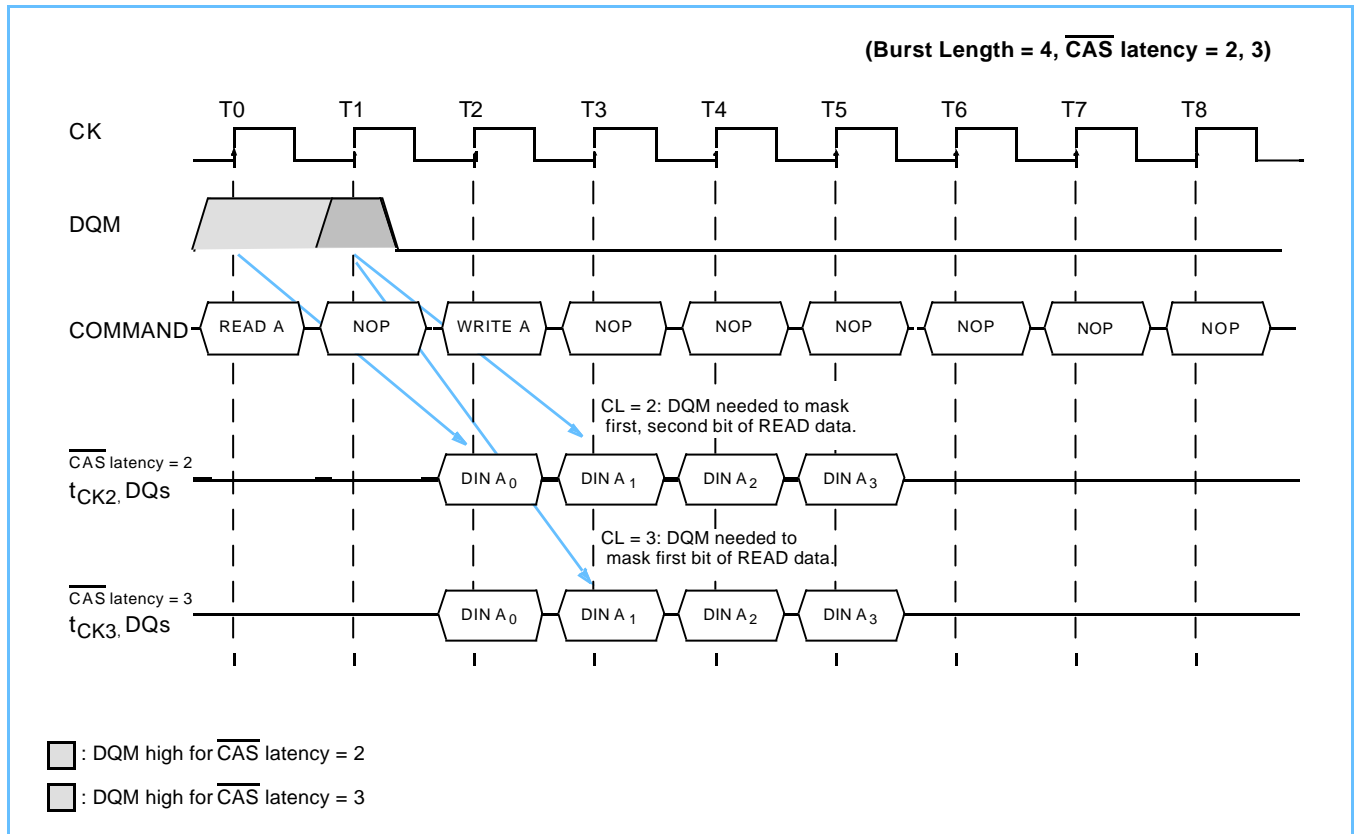 (Burst Length = 4, CAS latency = 2, 3)
T0 T1 T2 T3 T4 T5 T6 T7 T8
CK
DQM
COMMAND READ A NOP WRITE A NOP NOP NOP NOP NOP NOP
CL = 2: DQM needed to mask
first, second bit of READ data.
CAS latency = 2
tCK2, DQs DIN A0 DIN A1 DIN A2 DIN A3
CL = 3: DQM needed to
mask first bit of READ data.
CAS latency = 3
tCK3, DQs DIN A0 DIN A1 DIN A2 DIN A3
: DQM high for CAS latency = 2
: DQM high for CAS latency = 3